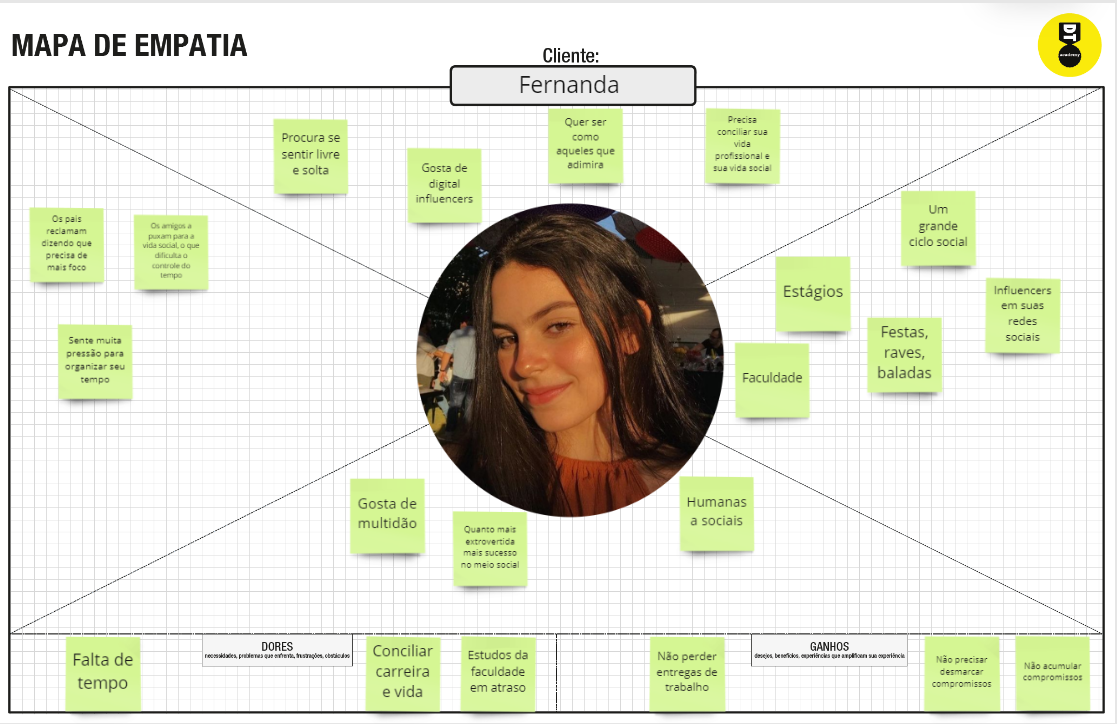 MAPA DE EMPATIA
DT
academy
Cliente:
Fernanda
Procura se
sentir livre
e solta
Gosta de
digital
influencers
Quer ser
como
aqueles que
admira
Precisa
conciliar sua
vida
profissional e
sua vida social
Os pais
reclamam
dizendo que
precisa de
mais foco
Os amigos a
puxam para a
vida social, o que
dificulta o
controle do
tempo
Sente muita
pressão para
organizar seu
tempo
Um
grande
ciclo social
Estágios
Influencers
em suas
redes
sociais
Festas,
raves,
baladas
Faculdade
Gosta de
multidão
Quanto mais
extrovertida
mais sucesso
no meio social
Humanas
a sociais
Falta de
tempo
DORES
necessidades, problemas que enfrenta, frustrações, obstáculos
Conciliar
carreira
e vida
Estudos da
faculdade
em atraso
Não perder
entregas de
trabalho
GANHOS
desejos, benefícios, experiências que amplificam sua experiência
Não precisar
desmarcar
compromissos
Não acumular
compromissos